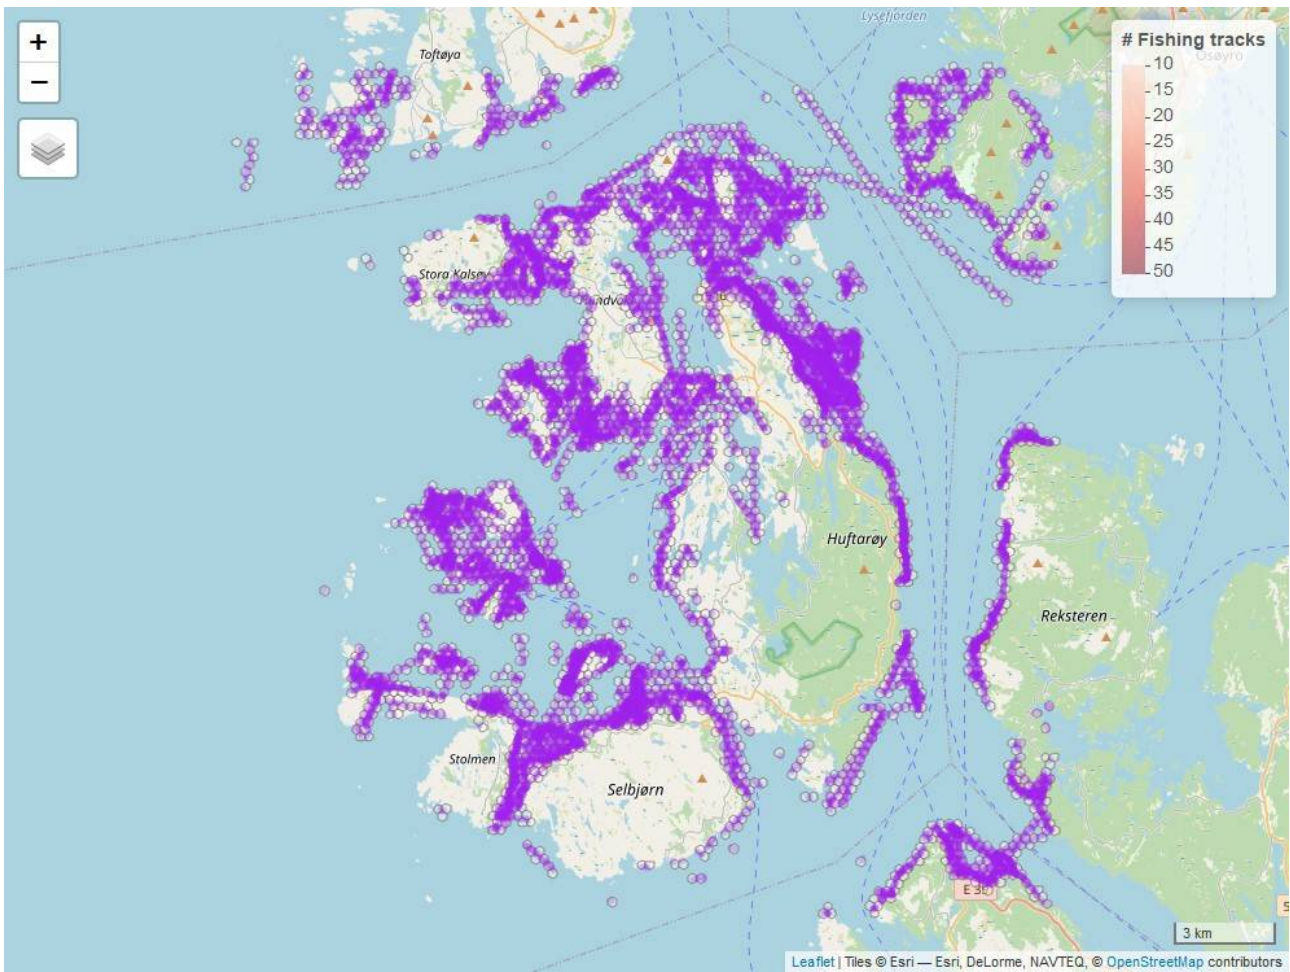 +
−
Toftøya
Lysefjorden
# Fishing tracks
Osøyro
10
15
20
25
30
35
40
45
50
Stora Kalsøy
Huftarøy
Reksteren
Stolmen
Selbjørn
3 km
Leaflet | Tiles © Esri — Esri, DeLorme, NAVTEQ, © OpenStreetMap contributors